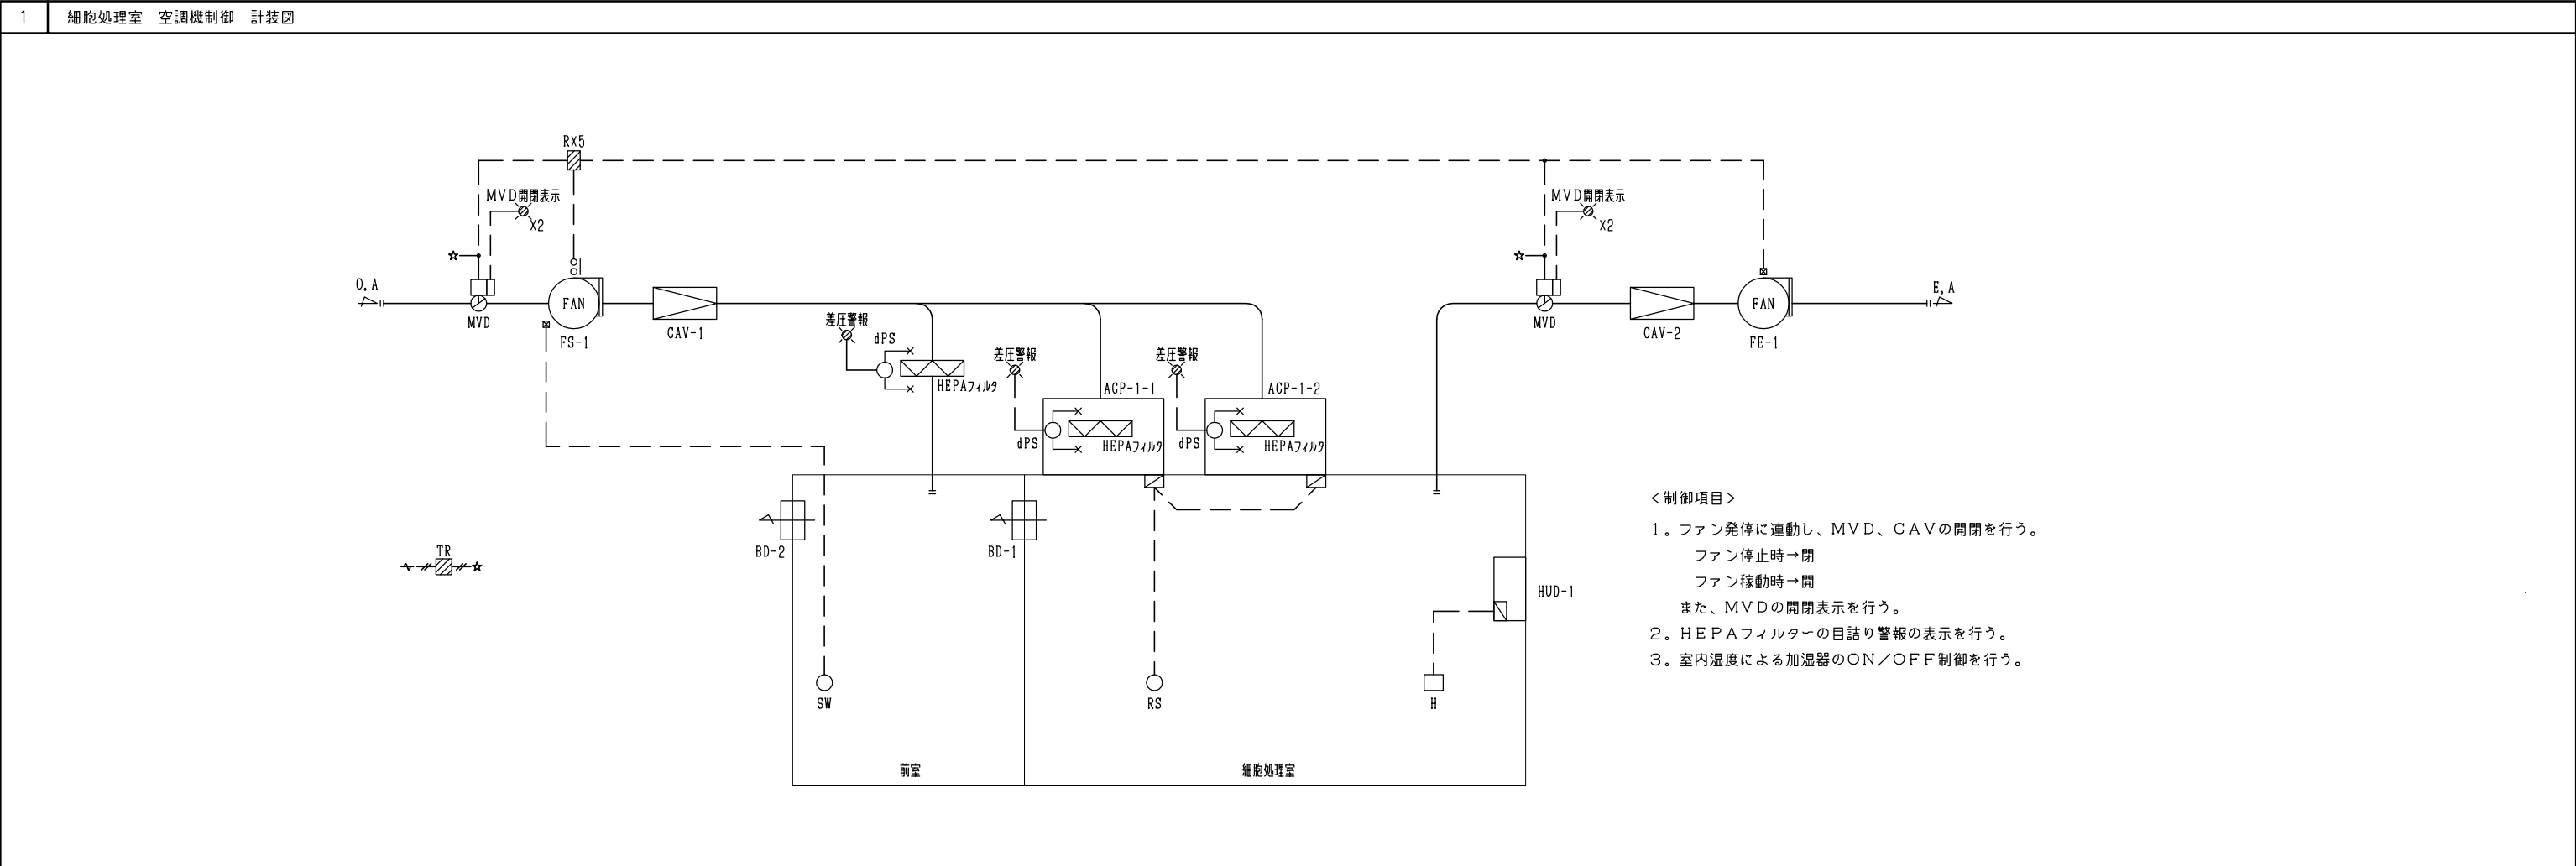 1 細胞処理室 空調機制御 計装図
RX5
MVD開閉表示
X2
MVD開閉表示
X2
O.A
FAN
MVD
FS-1
CAV-1
差圧警報
dPS
HEPAフィルタ
差圧警報
ACP-1-1
dPS
HEPAフィルタ
差圧警報
ACP-1-2
dPS
HEPAフィルタ
MVD
CAV-2
FAN
FE-1
E.A
BD-2
BD-1
TR
HUD-1
SW
RS
H
前室
細胞処理室
<制御項目>
1。ファン発停に連動し、MVD、CAVの開閉を行う。
ファン停止時→閉
ファン稼動時→開
また、MVDの開閉表示を行う。
2。HEPAフィルターの目詰り警報の表示を行う。
3。室内湿度による加湿器のON/OFF制御を行う。